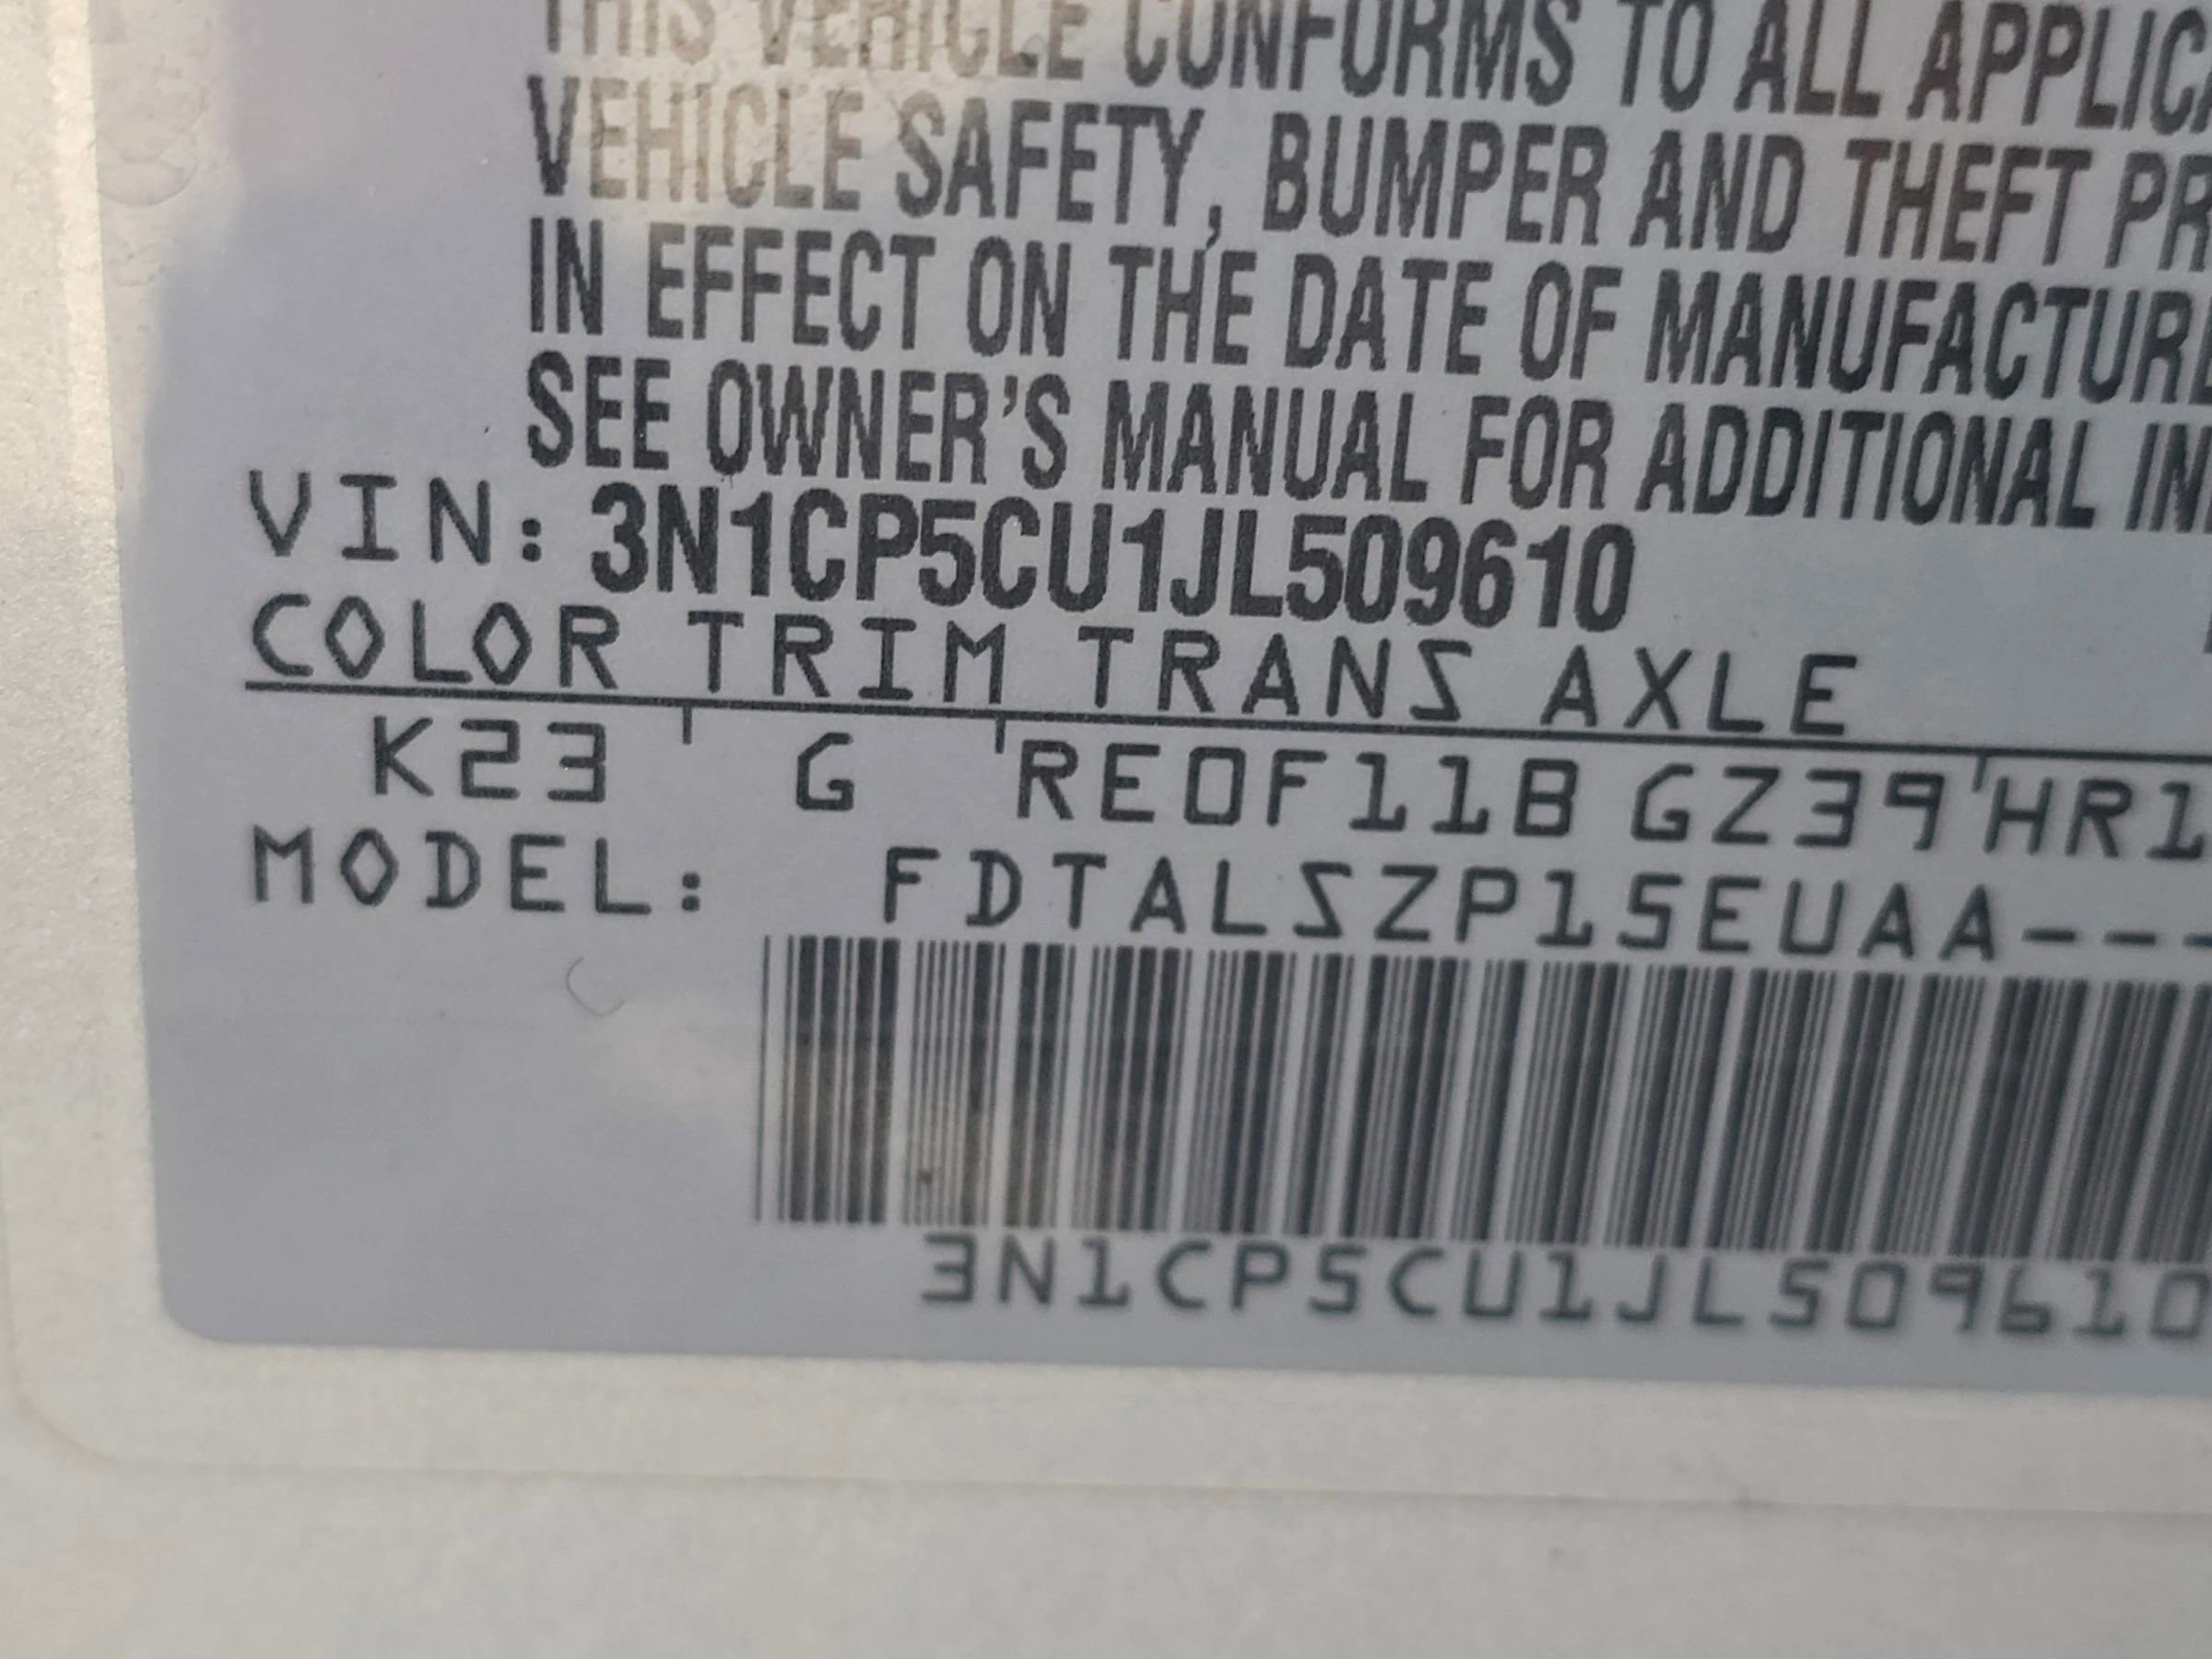 THIS VEHICLE CONFORMS TO ALL APPLIC
VEHICLE SAFETY, BUMPER AND THEFT PR
IN EFFECT ON THE DATE OF MANUFACTURE
SEE OWNER'S MANUAL FOR ADDITIONAL IN
VIN: 3N1CP5CU1JL509610
COLOR TRIM TRANS AXLE
K23 G RE0F11B GZ39 HR1
MODEL: FDTALSZP15EUAA---
3N1CP5CU1JL509610